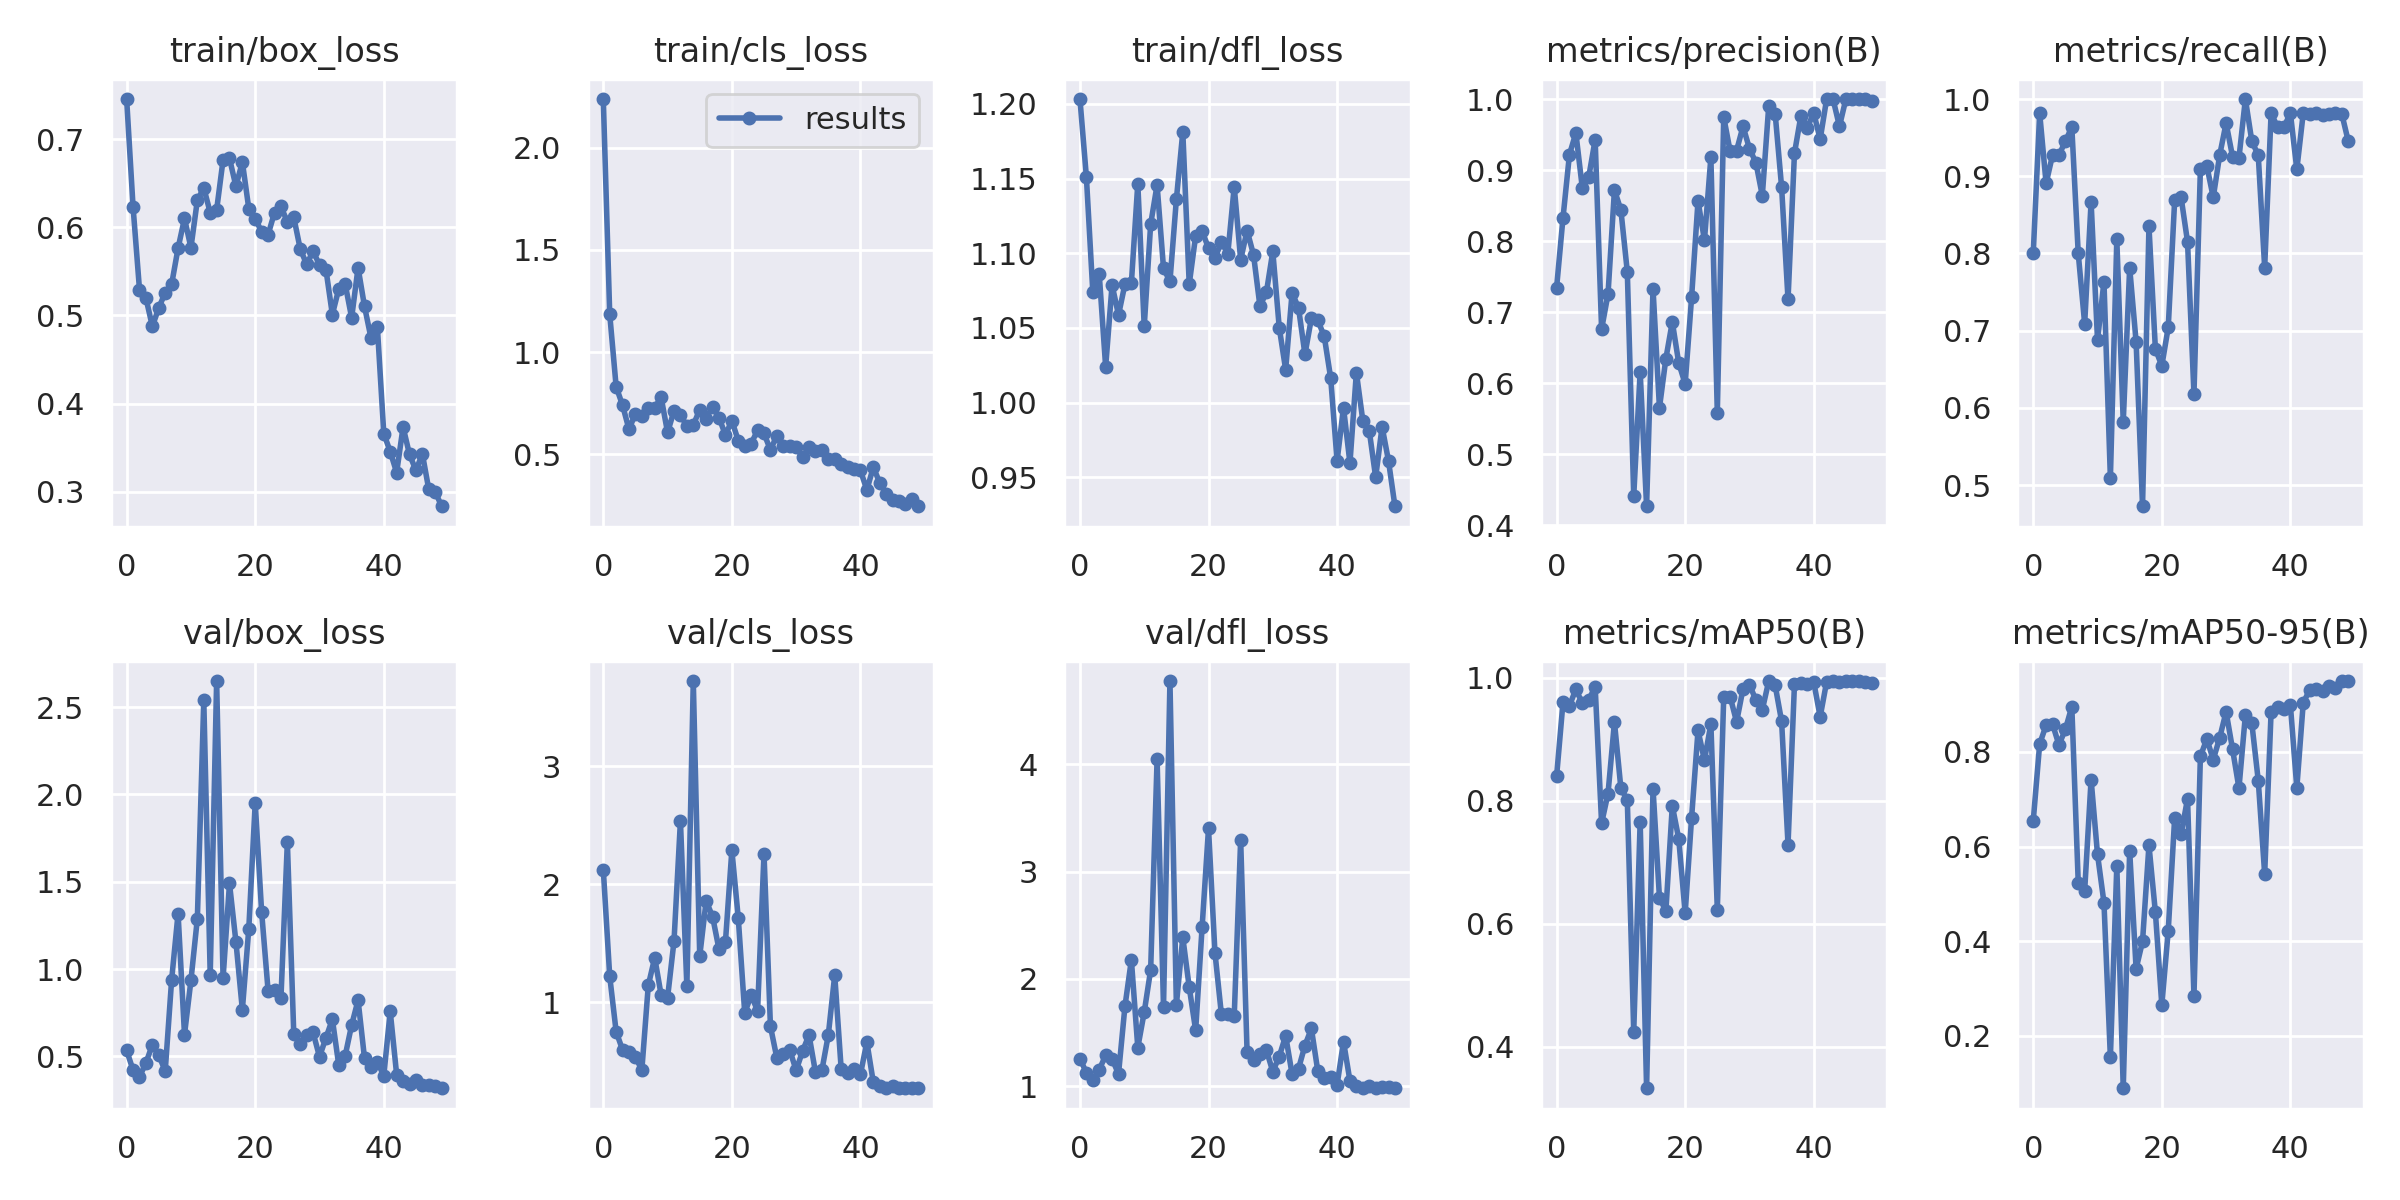 train/box_loss
0.7
0.6
0.5
0.4
0.3
0 20 40
train/cls_loss
results
2.0
1.5
1.0
0.5
0 20 40
train/dfl_loss
1.20
1.15
1.10
1.05
1.00
0.95
0 20 40
metrics/precision(B)
1.0
0.9
0.8
0.7
0.6
0.5
0.4
0 20 40
metrics/recall(B)
1.0
0.9
0.8
0.7
0.6
0.5
0 20 40
val/box_loss
2.5
2.0
1.5
1.0
0.5
0 20 40
val/cls_loss
3
2
1
0 20 40
val/dfl_loss
4
3
2
1
0 20 40
metrics/mAP50(B)
1.0
0.8
0.6
0.4
0 20 40
metrics/mAP50-95(B)
0.8
0.6
0.4
0.2
0 20 40